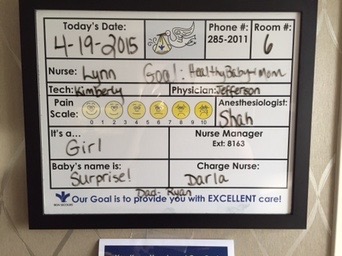 Today's Date: Phone #: Room #:
4-19-2015 285-2011 6
Nurse: Lynn Goal: Healthy Baby + Mom
Tech: Kimberly Physician: Jefferson
Pain Scale: 0 1 2 3 4 5 6 7 8 9 10 Anesthesiologist: Shah
It's a... Nurse Manager
Girl Ext: 8163
Baby's name is: Charge Nurse:
Surprise! Darla
Dad- Ryan
Our Goal is to provide you with EXCELLENT care!